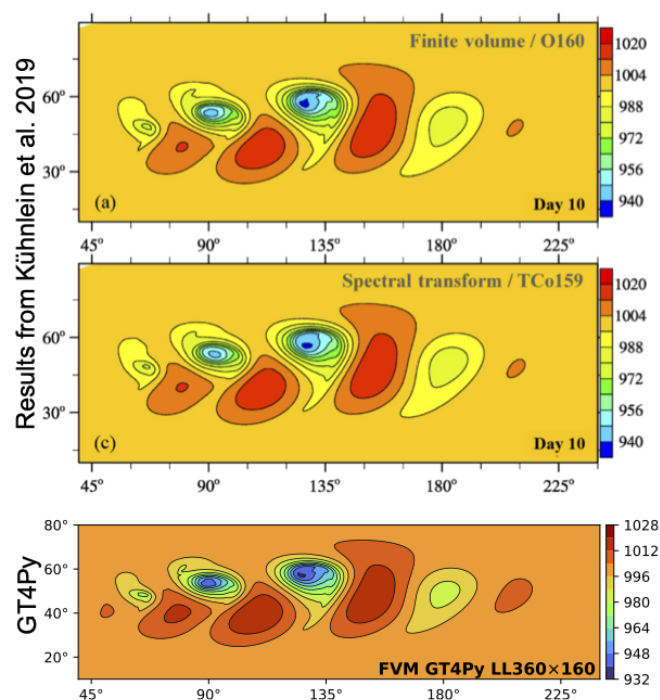 Results from Kühnlein et al. 2019
Finite volume / O160
60°
30°
(a)
Day 10
45° 90° 135° 180° 225°
1020
1004
988
972
956
940
Spectral transform / TCo159
60°
30°
(c)
Day 10
45° 90° 135° 180° 225°
1020
1004
988
972
956
940
GT4Py
80°
60°
40°
20°
FVM GT4Py LL360×160
45° 90° 135° 180° 225°
1028
1012
996
980
964
948
932